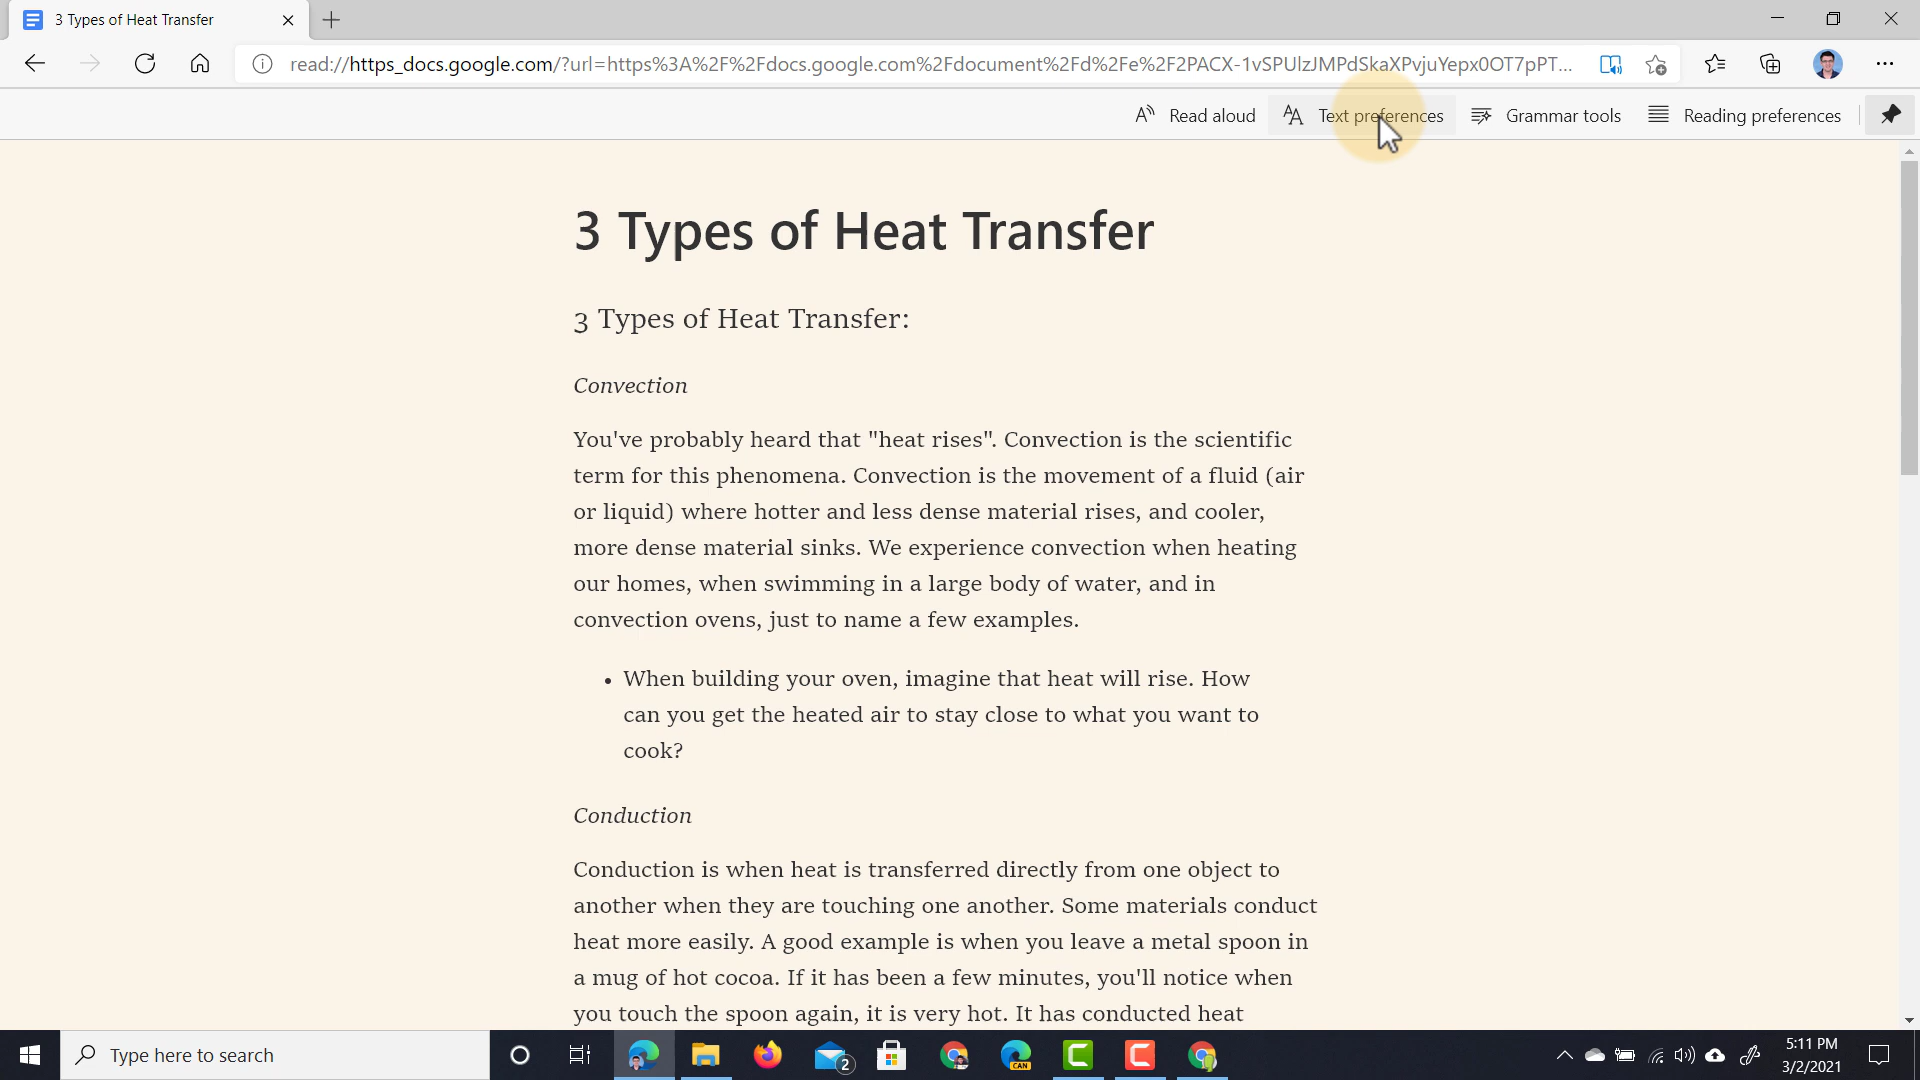 3 Types of Heat Transfer
read://https_docs.google.com/?url=https%3A%2F%2Fdocs.google.com%2Fdocument%2Fd%2Fe%2F2PACX-1vSPUlzJMPdSkaXPvjuYepx0OT7pPT...
Read aloud Text preferences Grammar tools Reading preferences
3 Types of Heat Transfer
3 Types of Heat Transfer:
Convection
You've probably heard that "heat rises". Convection is the scientific
term for this phenomena. Convection is the movement of a fluid (air
or liquid) where hotter and less dense material rises, and cooler,
more dense material sinks. We experience convection when heating
our homes, when swimming in a large body of water, and in
convection ovens, just to name a few examples.
• When building your oven, imagine that heat will rise. How
can you get the heated air to stay close to what you want to
cook?
Conduction
Conduction is when heat is transferred directly from one object to
another when they are touching one another. Some materials conduct
heat more easily. A good example is when you leave a metal spoon in
a mug of hot cocoa. If it has been a few minutes, you'll notice when
you touch the spoon again, it is very hot. It has conducted heat
Type here to search
2
CAN
5:11 PM
3/2/2021